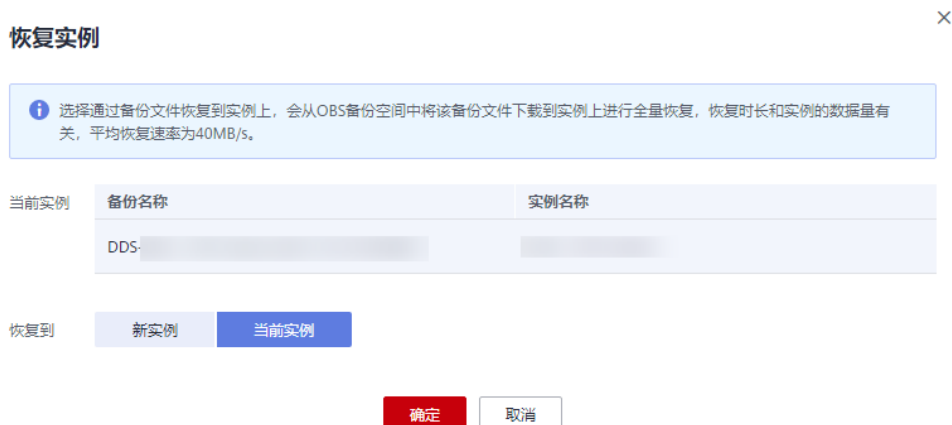 恢复实例
选择通过备份文件恢复到实例上，会从OBS备份空间中将该备份文件下载到实例上进行全量恢复，恢复时长和实例的数据量有
关，平均恢复速率为40MB/s。
当前实例 备份名称 实例名称
DDS-
恢复到 新实例 当前实例
确定 取消